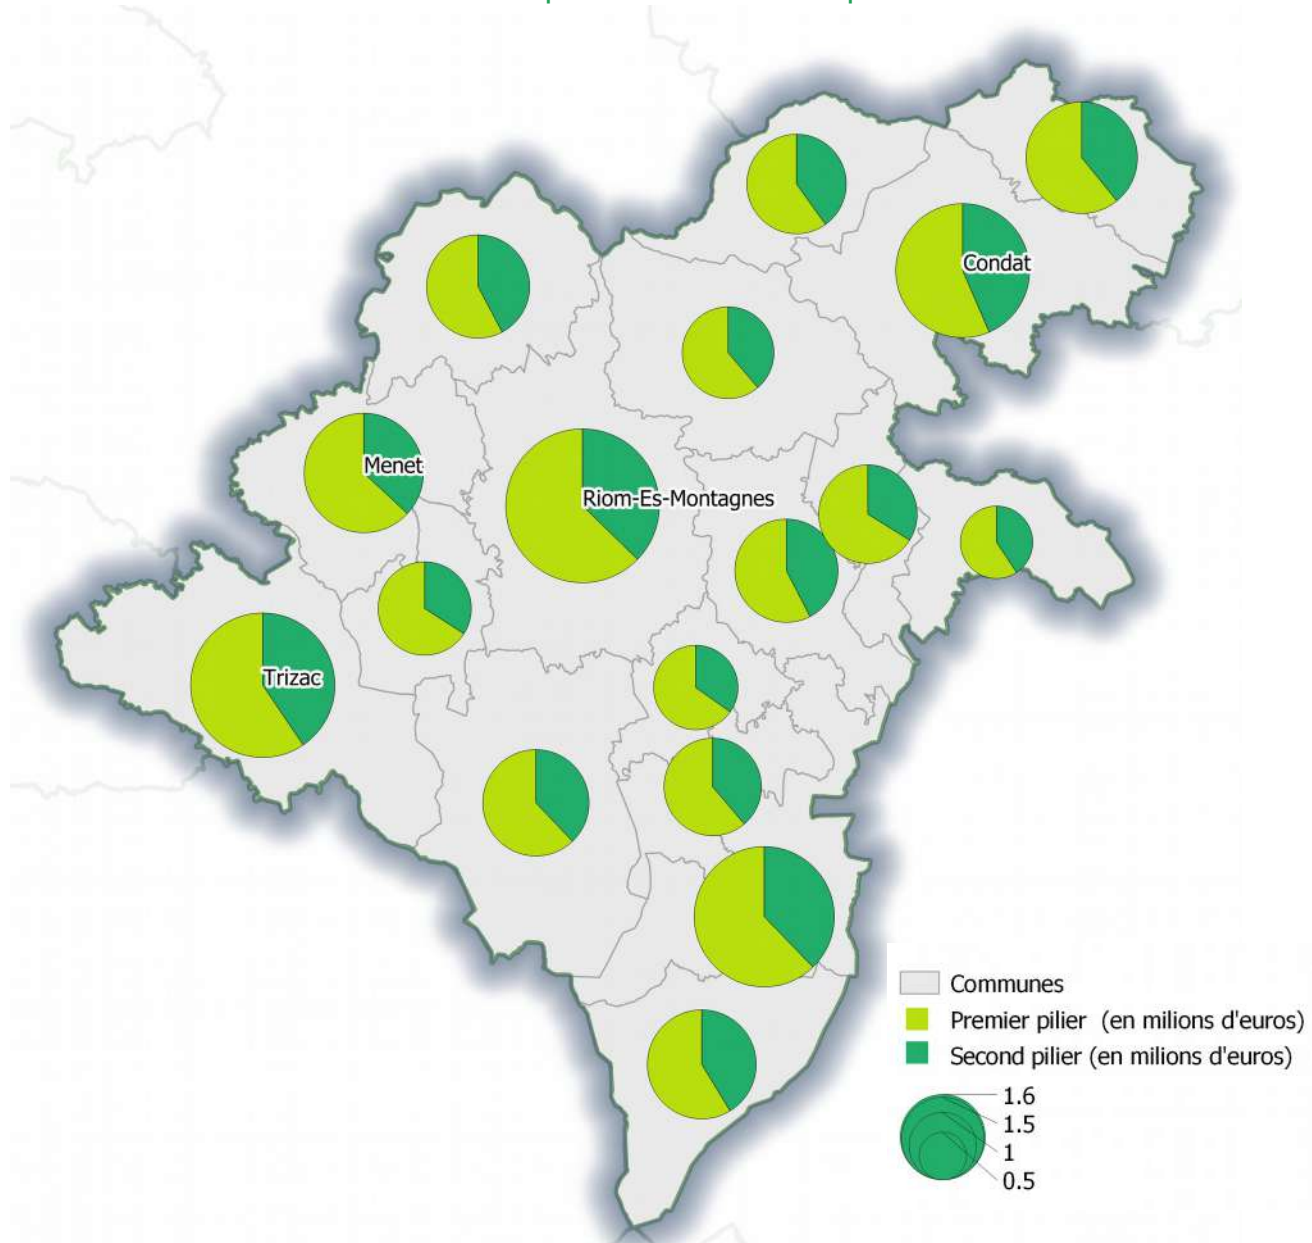 Condat
Menet
Riom-Es-Montagnes
Trizac
Communes
Premier pilier (en milions d'euros)
Second pilier (en milions d'euros)
1.6
1.5
1
0.5